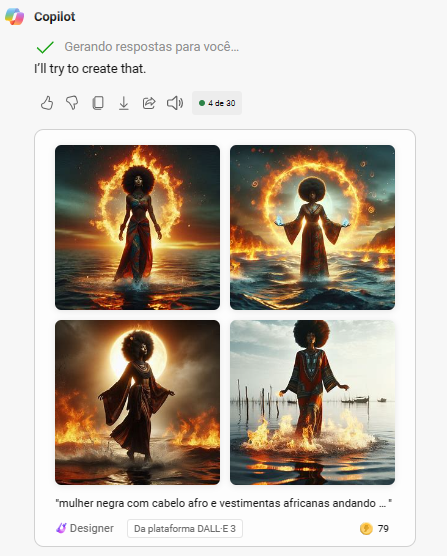 Copilot
Gerando respostas para você...
I'll try to create that.
4 de 30
"mulher negra com cabelo afro e vestimentas africanas andando ... "
Designer
Da plataforma DALL·E 3
79